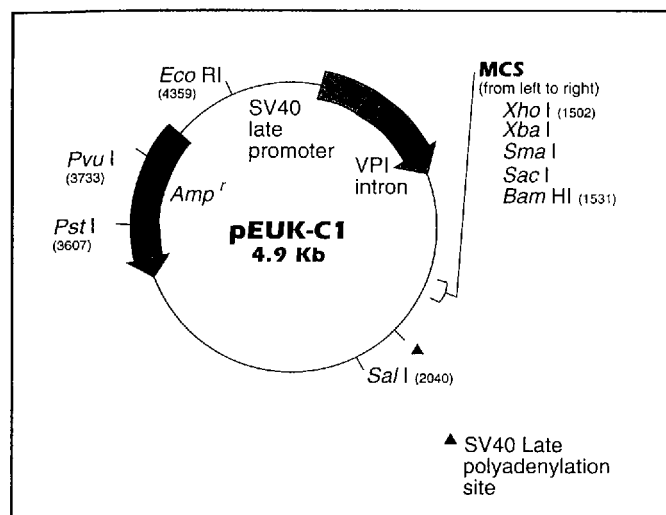 Eco RI
(4359)
SV40
late
promoter
MCS
(from left to right)
Xho I (1502)
Xba I
Sma I
Sac I
Bam HI (1531)
VPI
intron
Pvu I
(3733)
Amp r
Pst I
(3607)
pEUK-C1
4.9 Kb
Sal I (2040)
▲ SV40 Late
polyadenylation
site